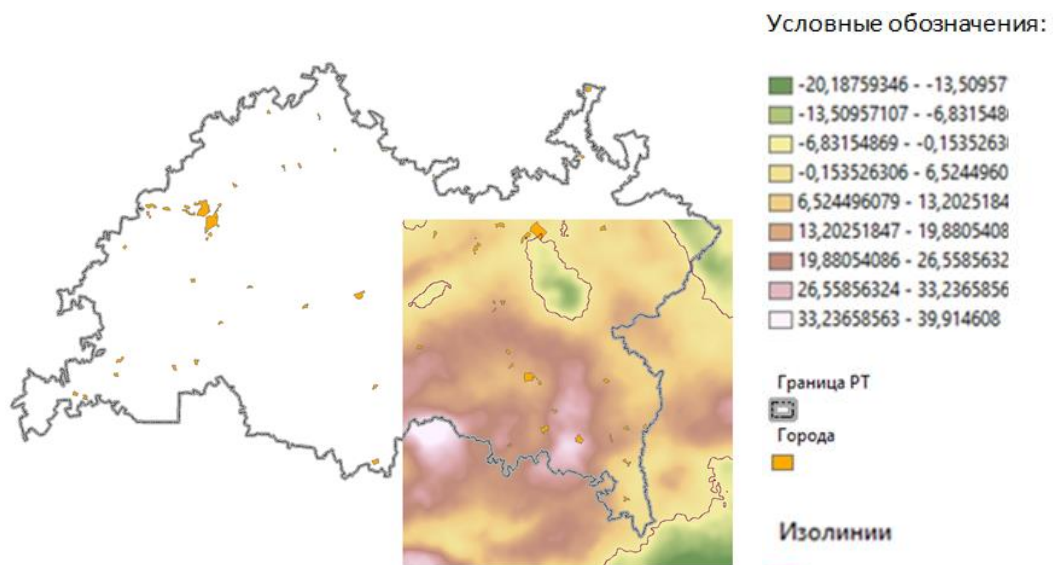 Условные обозначения:
-20,18759346 - -13,50957
-13,50957107 - -6,831548
-6,83154869 - -0,1535263
-0,153526306 - 6,5244960
6,524496079 - 13,2025184
13,20251847 - 19,8805408
19,88054086 - 26,5585632
26,55856324 - 33,2365856
33,23658563 - 39,914608
Граница РТ
Города
Изолинии